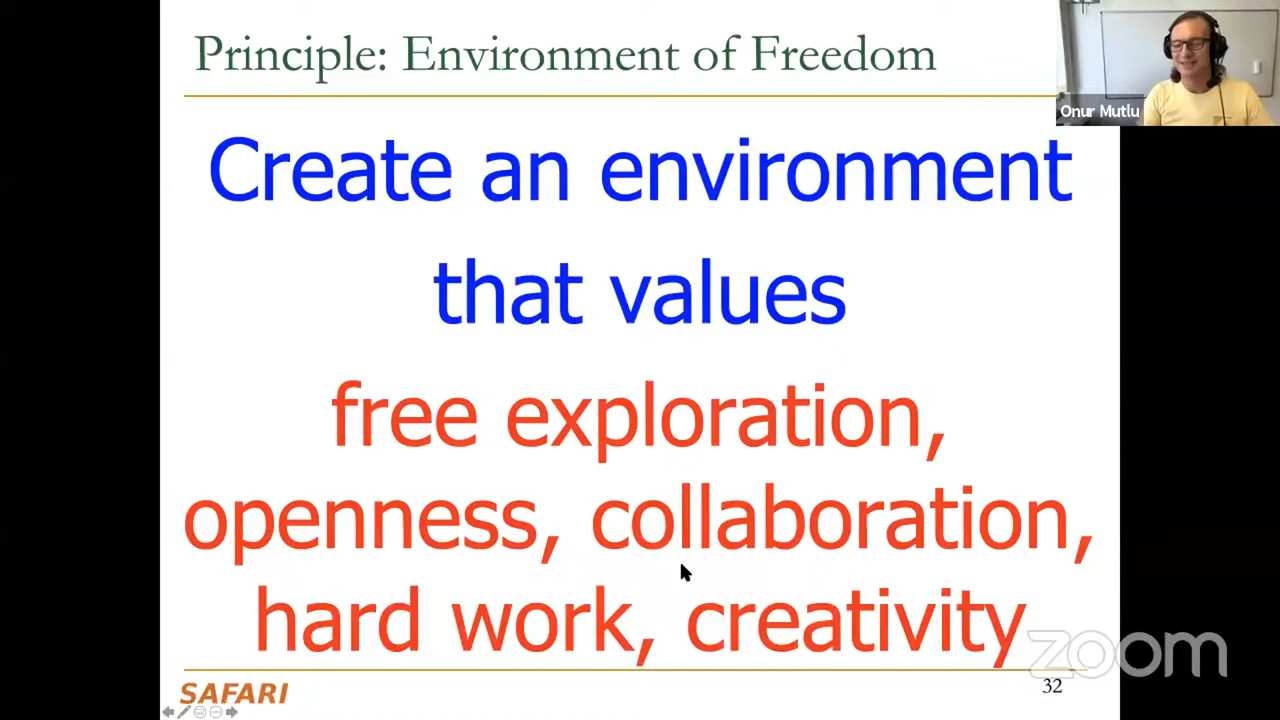 Principle: Environment of Freedom
Onur Mutlu
Create an environment
that values
free exploration,
openness, collaboration,
hard work, creativity
zoom
SAFARI
32